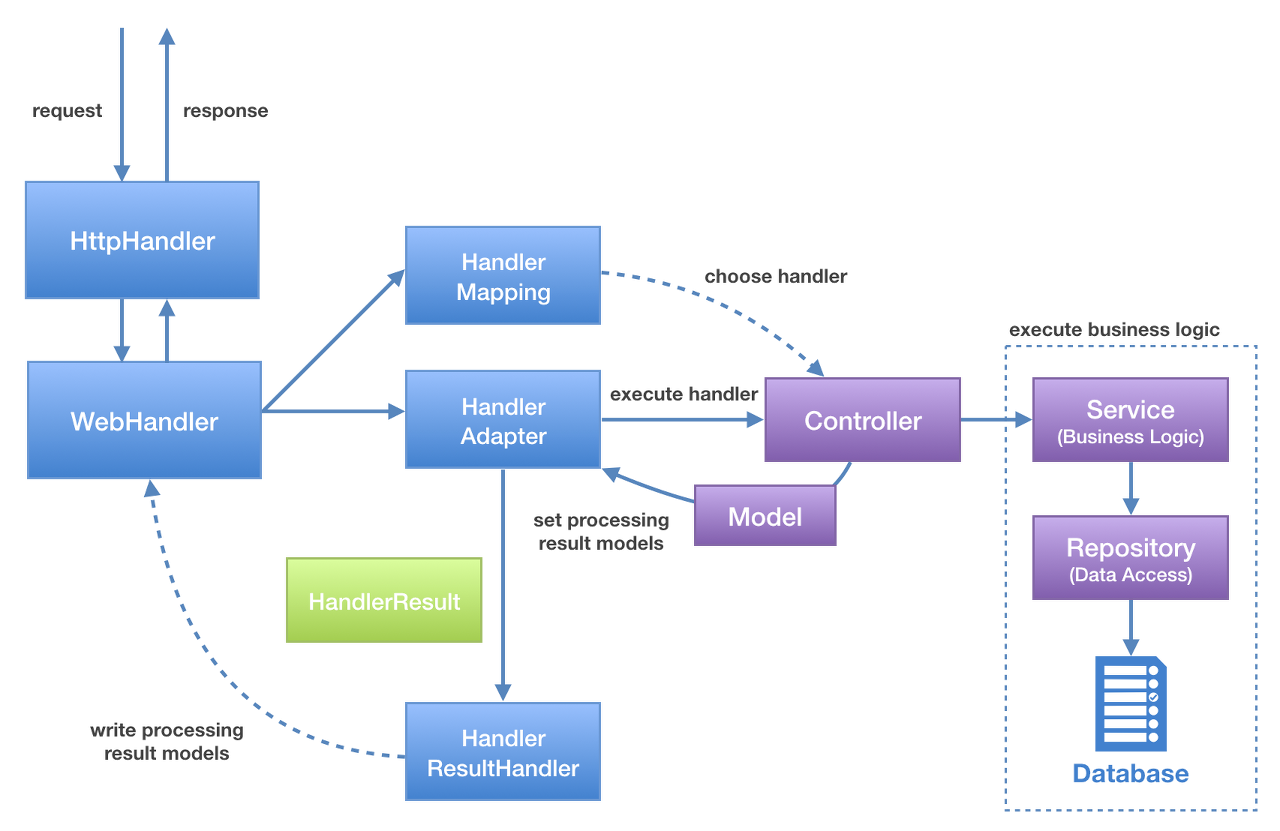 request
response
HttpHandler
WebHandler
Handler
Mapping
choose handler
Handler
Adapter
execute handler
Controller
execute business logic
Service
(Business Logic)
Model
set processing
result models
Repository
(Data Access)
HandlerResult
write processing
result models
Handler
ResultHandler
Database